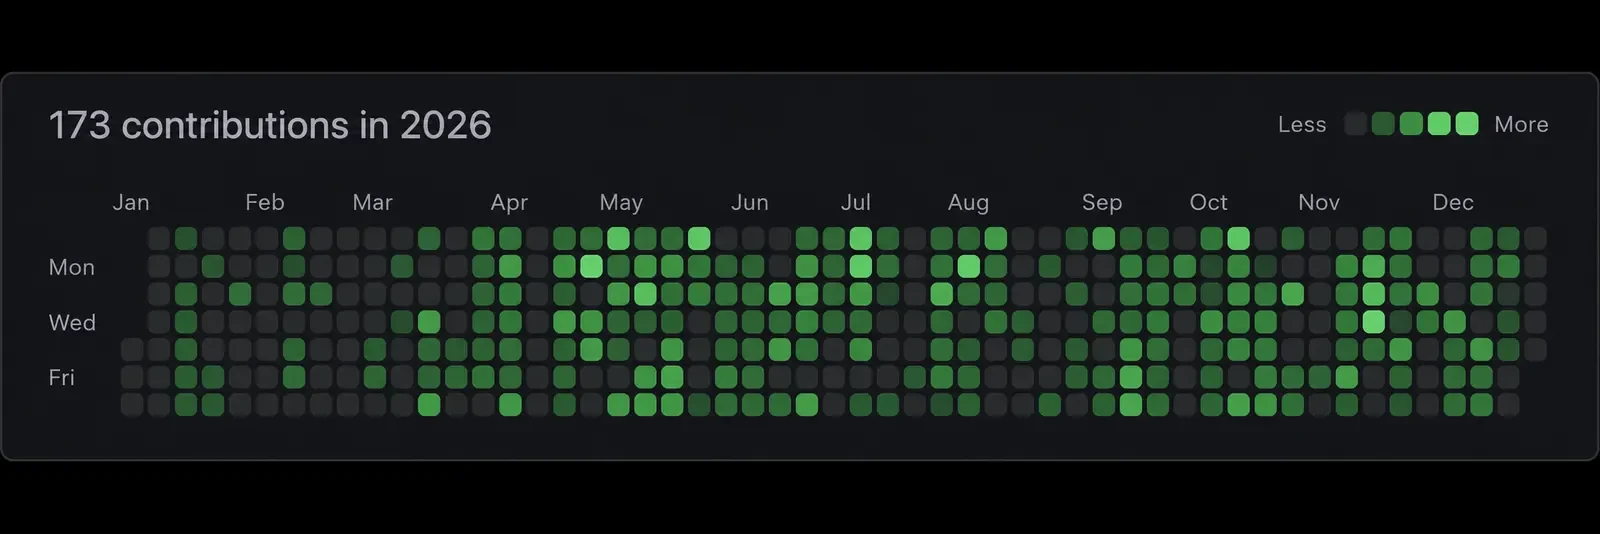 173 contributions in 2026
Less More
Jan Feb Mar Apr May Jun Jul Aug Sep Oct Nov Dec
Mon
Wed
Fri